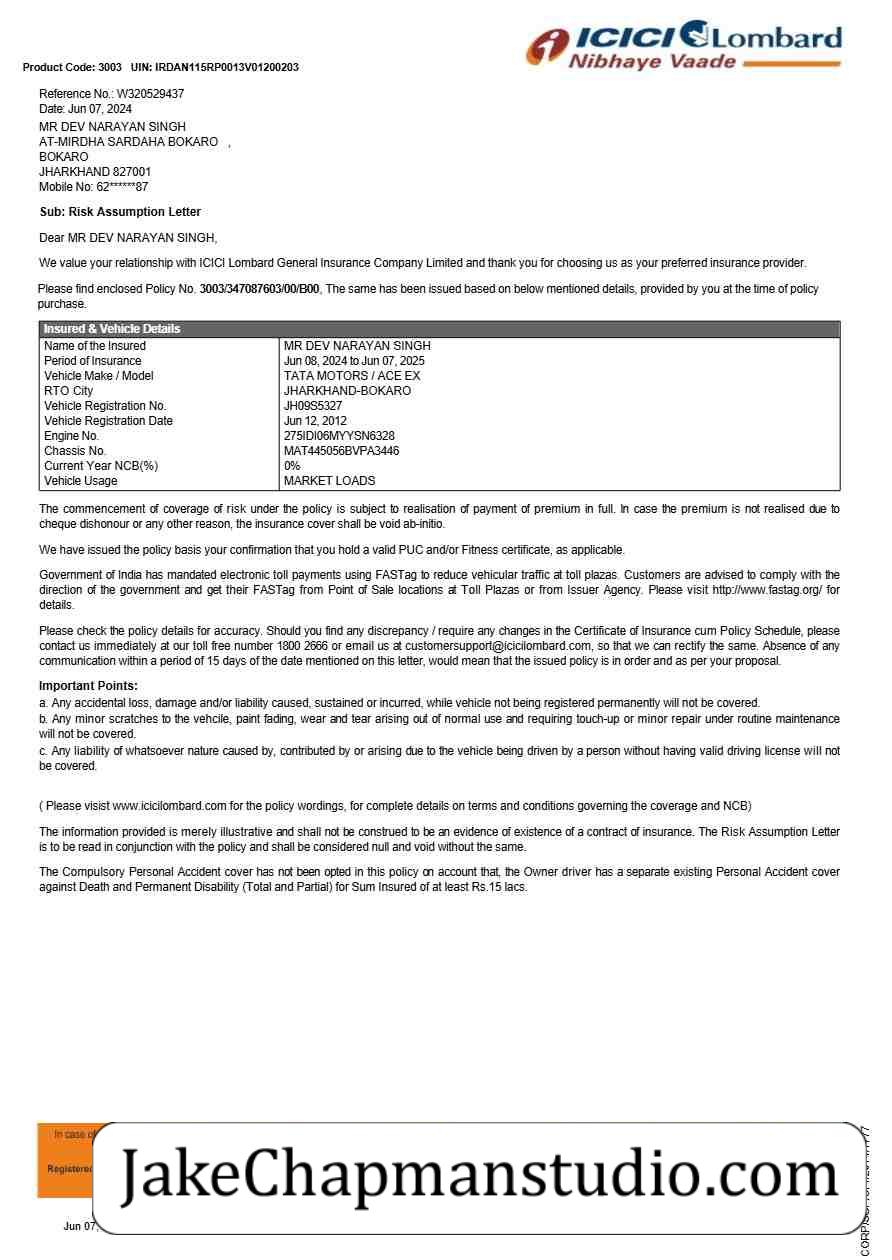 ICICI Lombard
Nibhaye Vaade
Product Code: 3003 UIN: IRDAN115RP0013V01200203
Reference No.: W320529437
Date: Jun 07, 2024
MR DEV NARAYAN SINGH
AT-MIRDHA SARDAHA BOKARO ,
BOKARO
JHARKHAND 827001
Mobile No: 62******87
Sub: Risk Assumption Letter
Dear MR DEV NARAYAN SINGH,
We value your relationship with ICICI Lombard General Insurance Company Limited and thank you for choosing us as your preferred insurance provider.
Please find enclosed Policy No. 3003/347087603/00/B00, The same has been issued based on below mentioned details, provided by you at the time of policy
purchase.
Insured & Vehicle Details
Name of the Insured MR DEV NARAYAN SINGH
Period of Insurance Jun 08, 2024 to Jun 07, 2025
Vehicle Make / Model TATA MOTORS / ACE EX
RTO City JHARKHAND-BOKARO
Vehicle Registration No. JH09S5327
Vehicle Registration Date Jun 12, 2012
Engine No. 275IDI06MYYSN6328
Chassis No. MAT445056BVPA3446
Current Year NCB(%) 0%
Vehicle Usage MARKET LOADS
The commencement of coverage of risk under the policy is subject to realisation of payment of premium in full. In case the premium is not realised due to
cheque dishonour or any other reason, the insurance cover shall be void ab-initio.
We have issued the policy basis your confirmation that you hold a valid PUC and/or Fitness certificate, as applicable.
Government of India has mandated electronic toll payments using FASTag to reduce vehicular traffic at toll plazas. Customers are advised to comply with the
direction of the government and get their FASTag from Point of Sale locations at Toll Plazas or from Issuer Agency. Please visit http://www.fastag.org/ for
details.
Please check the policy details for accuracy. Should you find any discrepancy / require any changes in the Certificate of Insurance cum Policy Schedule, please
contact us immediately at our toll free number 1800 2666 or email us at customersupport@icicilombard.com, so that we can rectify the same. Absence of any
communication within a period of 15 days of the date mentioned on this letter, would mean that the issued policy is in order and as per your proposal.
Important Points:
a. Any accidental loss, damage and/or liability caused, sustained or incurred, while vehicle not being registered permanently will not be covered.
b. Any minor scratches to the vehcile, paint fading, wear and tear arising out of normal use and requiring touch-up or minor repair under routine maintenance
will not be covered.
c. Any liability of whatsoever nature caused by, contributed by or arising due to the vehicle being driven by a person without having valid driving license will not
be covered.
( Please visist www.icicilombard.com for the policy wordings, for complete details on terms and conditions governing the coverage and NCB)
The information provided is merely illustrative and shall not be construed to be an evidence of existence of a contract of insurance. The Risk Assumption Letter
is to be read in conjunction with the policy and shall be considered null and void without the same.
The Compulsory Personal Accident cover has not been opted in this policy on account that, the Owner driver has a separate existing Personal Accident cover
against Death and Permanent Disability (Total and Partial) for Sum Insured of at least Rs.15 lacs.
In case of
Registered
JakeChapmanstudio.com
Jun 07,